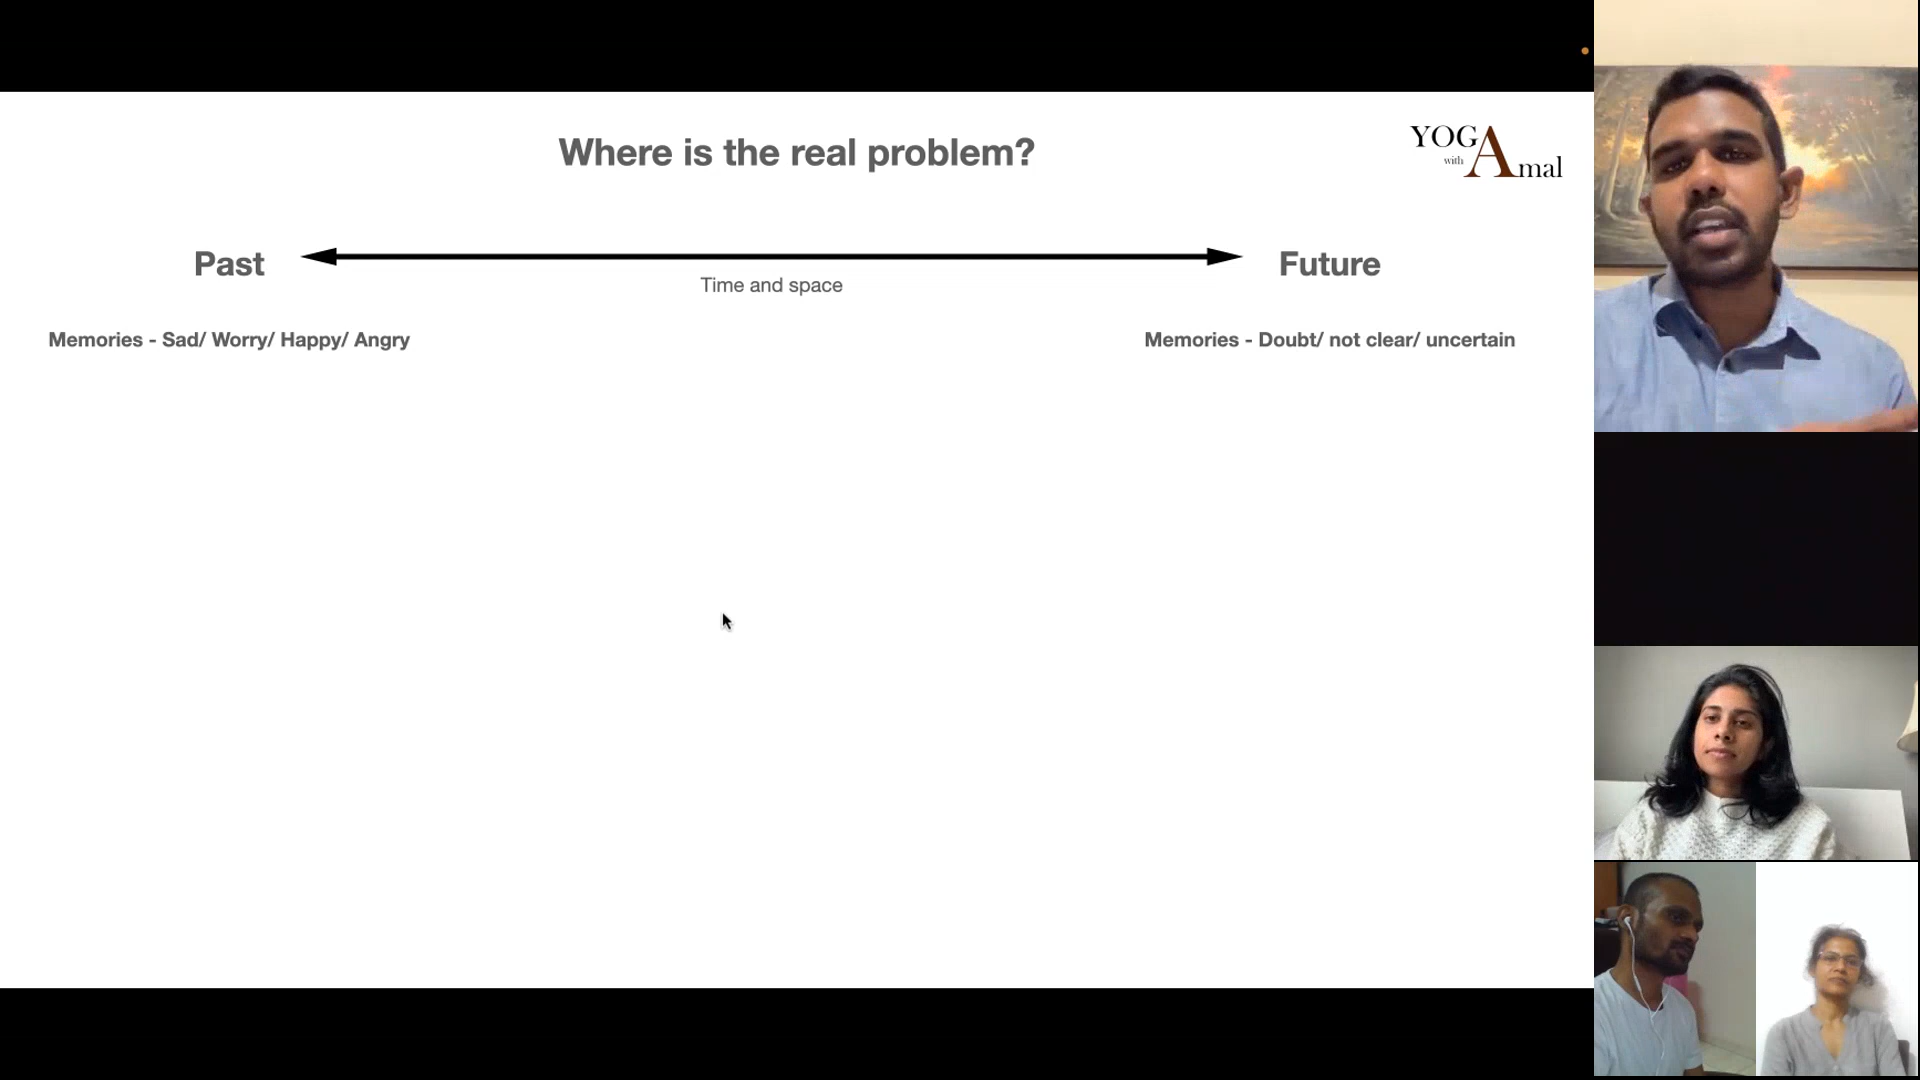 Where is the real problem?
YOGA
with Amal
Past
Future
Time and space
Memories - Sad/ Worry/ Happy/ Angry
Memories - Doubt/ not clear/ uncertain